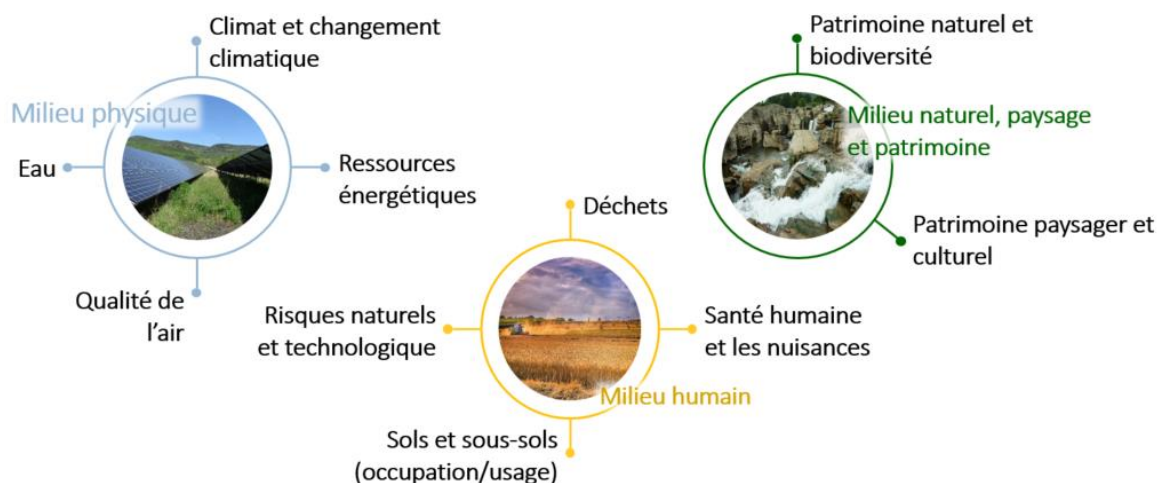 Climat et changement
climatique
Milieu physique
Eau
Ressources
énergétiques
Qualité de
l'air
Patrimoine naturel et
biodiversité
Milieu naturel, paysage
et patrimoine
Patrimoine paysager et
culturel
Déchets
Risques naturels
et technologique
Santé humaine
et les nuisances
Milieu humain
Sols et sous-sols
(occupation/usage)